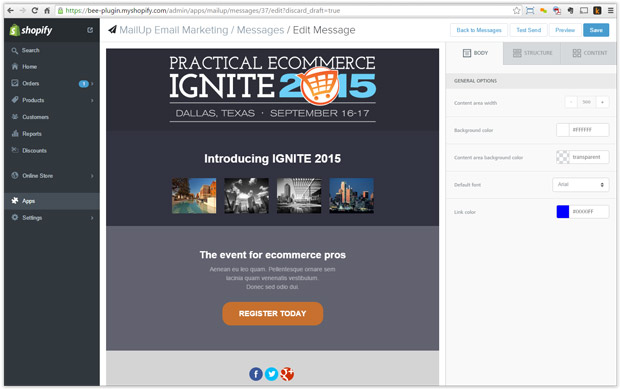 https://bee-plugin.myshopify.com/admin/apps/mailup/messages/37/edit?discard_draft=true
shopify
MailUp Email Marketing / Messages / Edit Message
Back to Messages
Test Send
Preview
Save
Search
Home
Orders
1
Products
Customers
Reports
Discounts
Online Store
Apps
Settings
PRACTICAL ECOMMERCE
IGNITE 2015
DALLAS, TEXAS · SEPTEMBER 16-17
Introducing IGNITE 2015
The event for ecommerce pros
Aenean eu leu quam. Pellentesque ornare sem
lacinia quam venenatis vestibulum.
Donec sed odio dui.
REGISTER TODAY
BODY
STRUCTURE
CONTENT
GENERAL OPTIONS
Content area width
- +
Background color
#FFFFFF
Content area background color
transparent
Default font
Arial
Link color
#0000FF